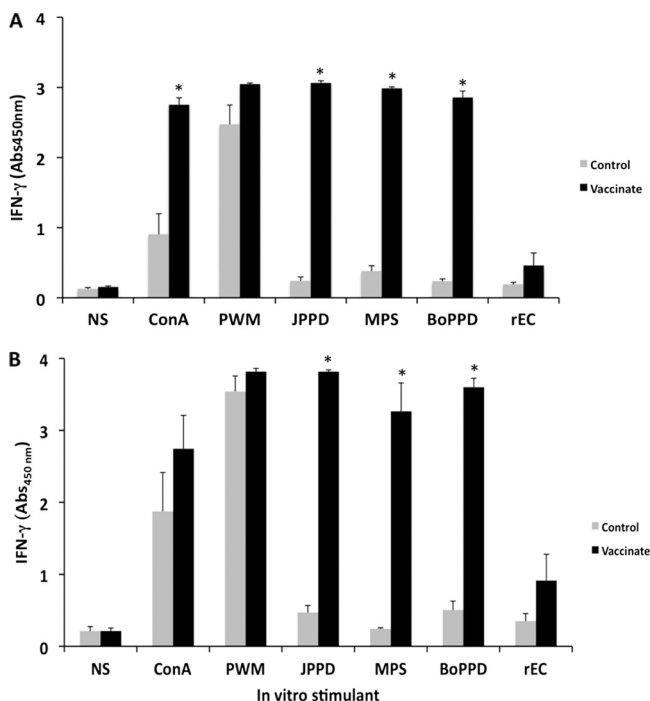 A
4
3
2
1
0
IFN-γ (Abs450nm)
* * * *
Control
Vaccinate
NS ConA PWM JPPD MPS BoPPD rEC
B
4
3
2
1
0
IFN-γ (Abs450 nm)
* * *
Control
Vaccinate
NS ConA PWM JPPD MPS BoPPD rEC
In vitro stimulant